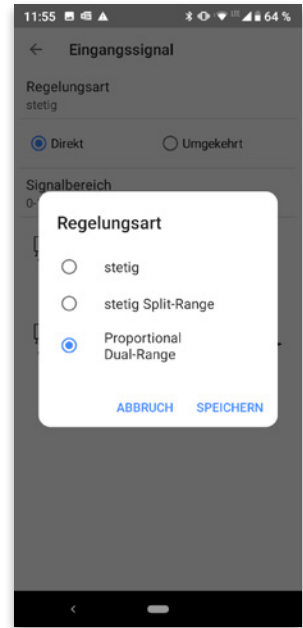 11:55 64 %
Eingangssignal
Regelungsart
stetig
Direkt Umgekehrt
Signalbereich
0-
Regelungsart
stetig
stetig Split-Range
Proportional
Dual-Range
ABBRUCH SPEICHERN